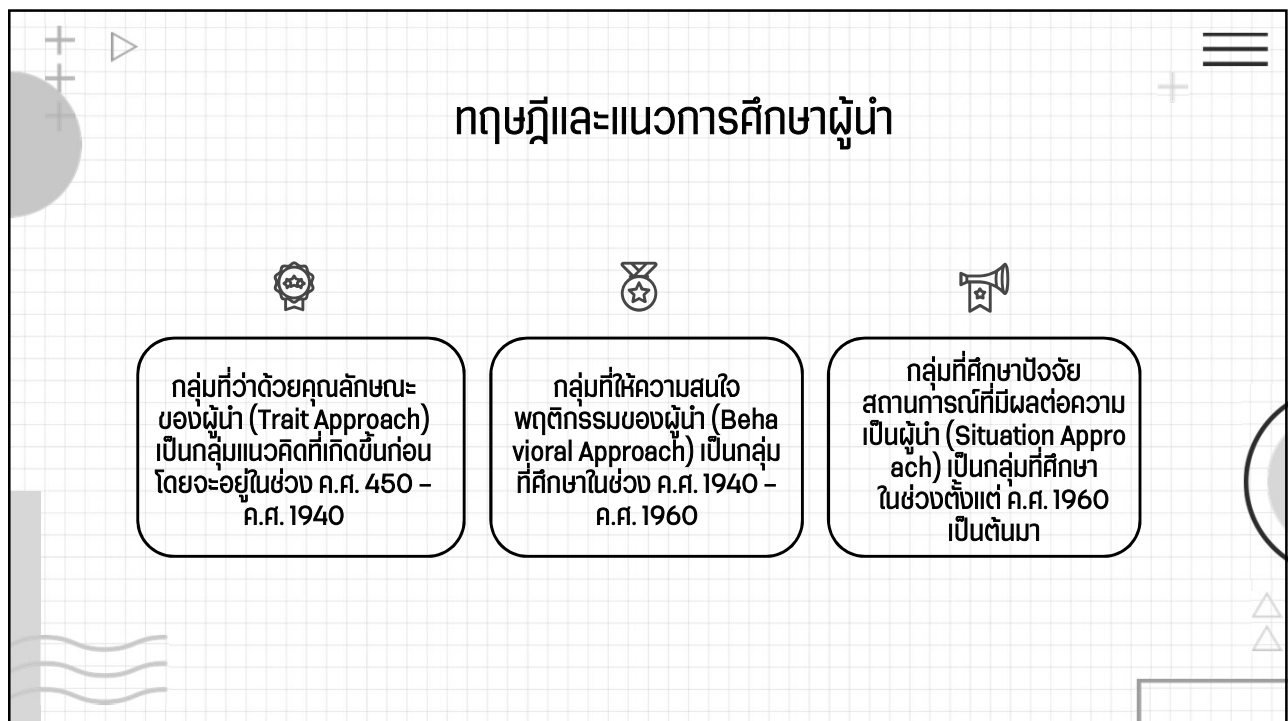 ทฤษฎีและแนวการศึกษาผู้นำ
กลุ่มที่ว่าด้วยคุณลักษณะ
ของผู้นำ (Trait Approach)
เป็นกลุ่มแนวคิดที่เกิดขึ้นก่อน
โดยจะอยู่ในช่วง ค.ศ. 450 –
ค.ศ. 1940
กลุ่มที่ให้ความสนใจ
พฤติกรรมของผู้นำ (Beha
vioral Approach) เป็นกลุ่ม
ที่ศึกษาในช่วง ค.ศ. 1940 –
ค.ศ. 1960
กลุ่มที่ศึกษาปัจจัย
สถานการณ์ที่มีผลต่อความ
เป็นผู้นำ (Situation Appro
ach) เป็นกลุ่มที่ศึกษา
ในช่วงตั้งแต่ ค.ศ. 1960
เป็นต้นมา